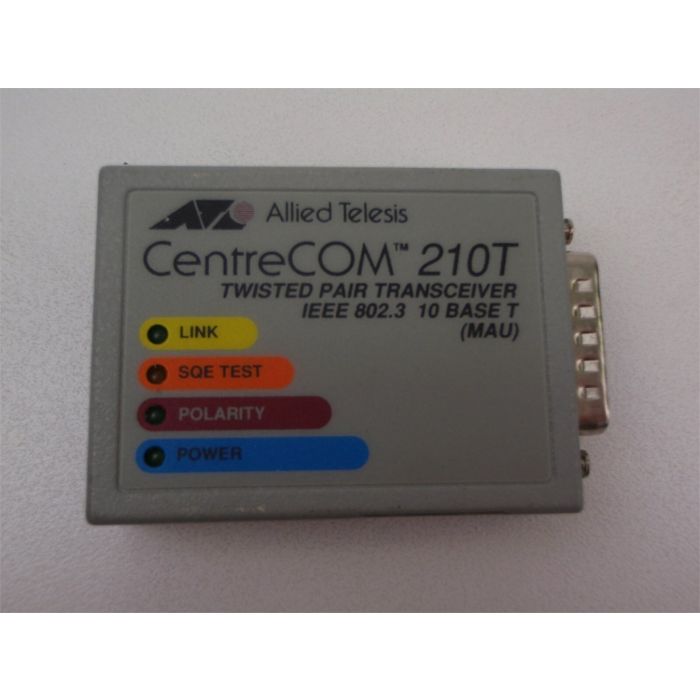 Allied Telesis
CentreCOM™ 210T
TWISTED PAIR TRANSCEIVER
IEEE 802.3 10 BASE T
(MAU)
LINK
SQE TEST
POLARITY
POWER